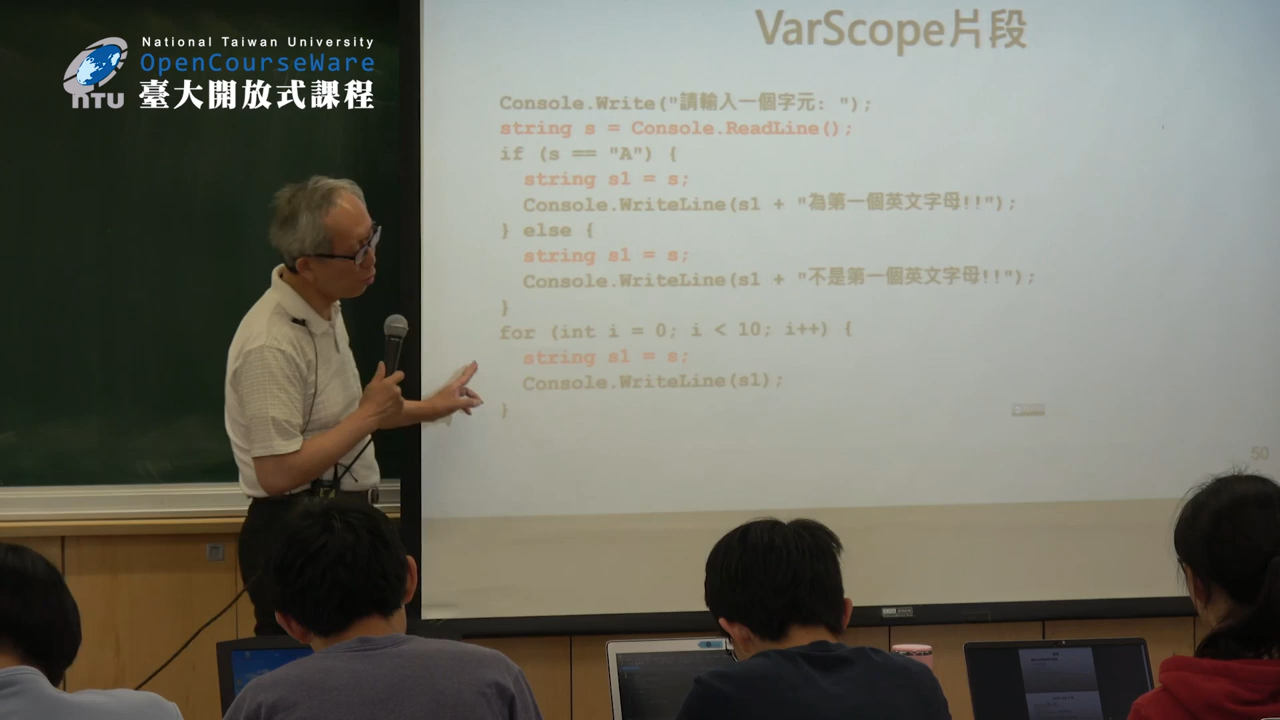 National Taiwan University
OpenCourseWare
臺大開放式課程
NTU
VarScope片段
Console.Write("請輸入一個字元: ");
string s = Console.ReadLine();
if (s == "A") {
string s1 = s;
Console.WriteLine(s1 + "為第一個英文字母!!");
} else {
string s1 = s;
Console.WriteLine(s1 + "不是第一個英文字母!!");
}
for (int i = 0; i < 10; i++) {
string s1 = s;
Console.WriteLine(s1);
}
50